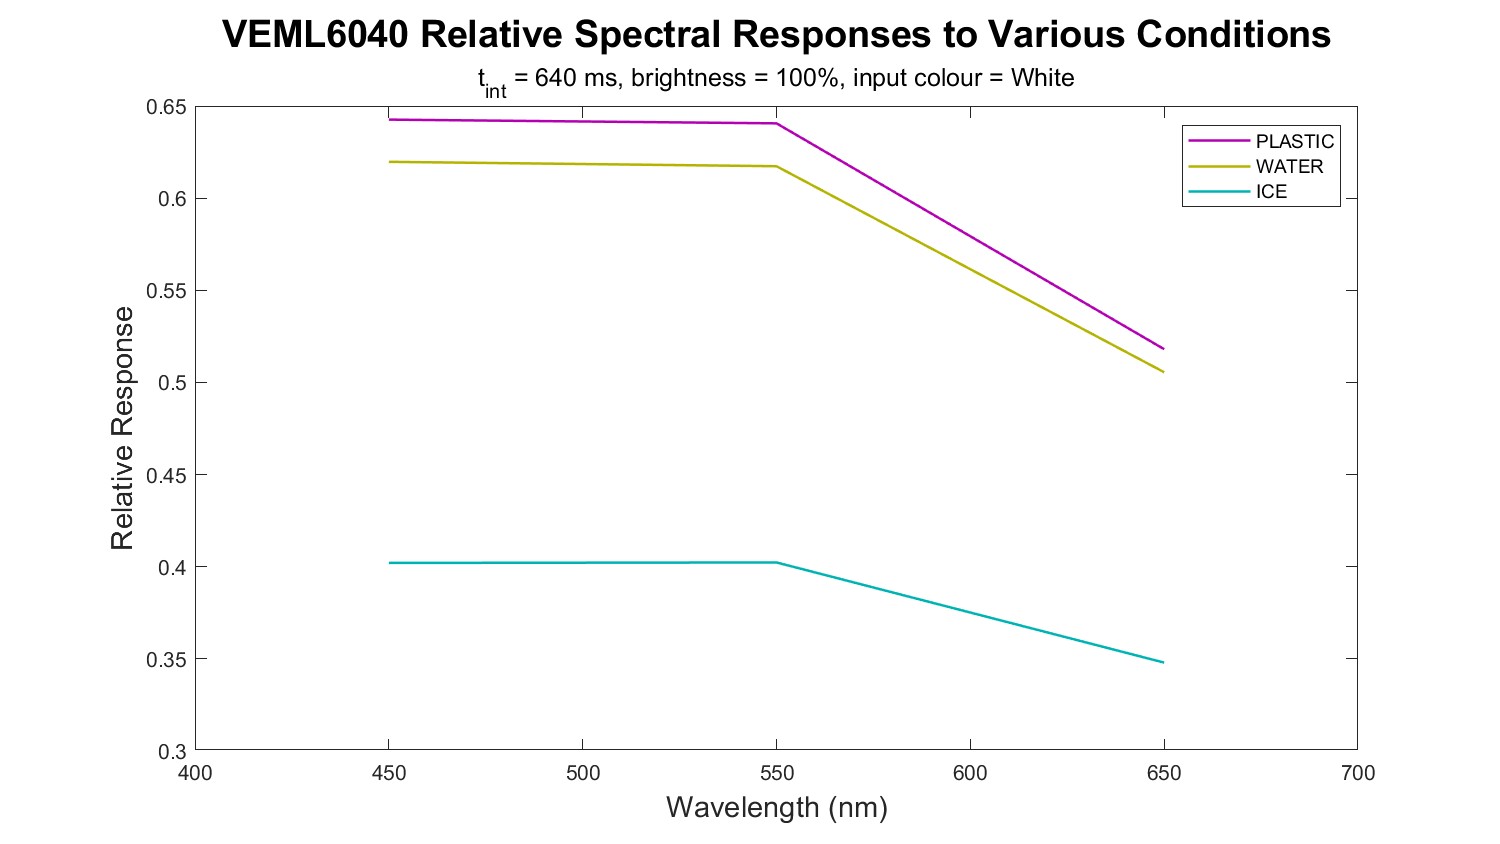 VEML6040 Relative Spectral Responses to Various Conditions
tint = 640 ms, brightness = 100%, input colour = White
0.65
0.6
0.55
0.5
0.45
0.4
0.35
0.3
Relative Response
PLASTIC
WATER
ICE
400 450 500 550 600 650 700
Wavelength (nm)